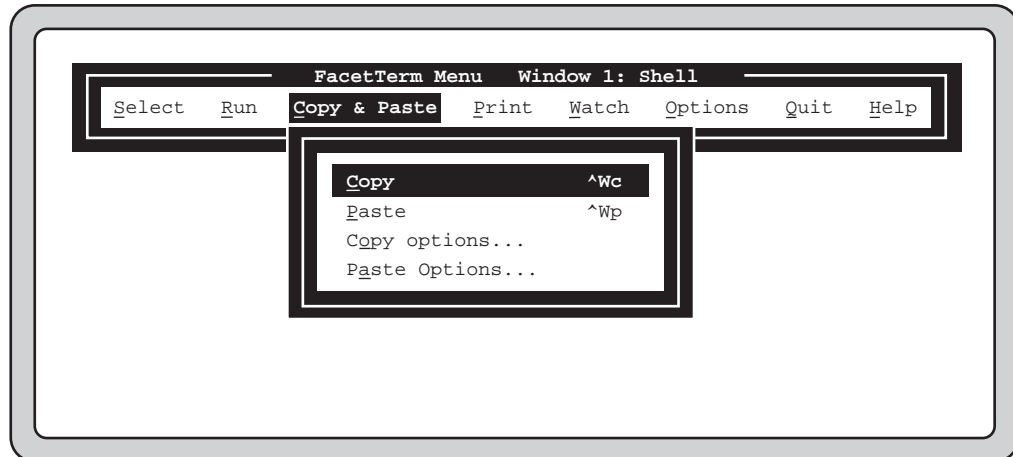 FacetTerm Menu Window 1: Shell
Select Run Copy & Paste Print Watch Options Quit Help
Copy ^Wc
Paste ^Wp
Copy options...
Paste Options...